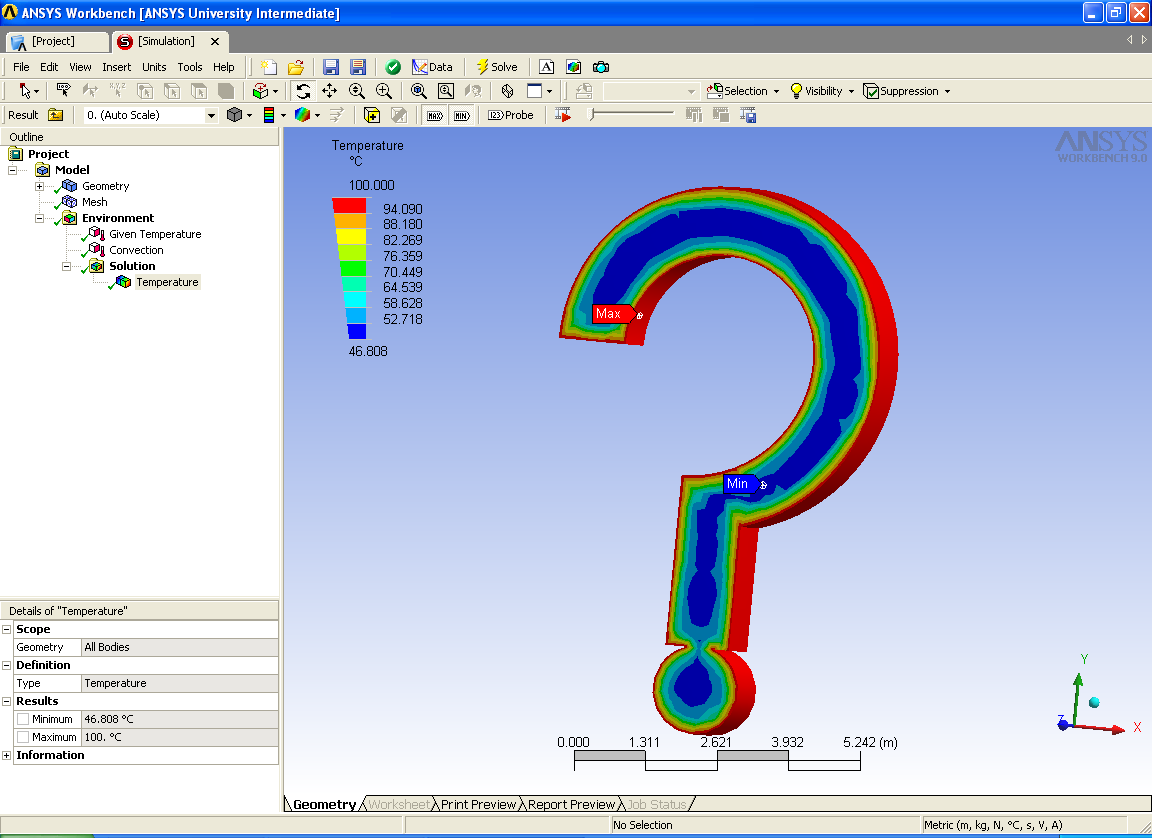 ANSYS Workbench [ANSYS University Intermediate]
[Project] S [Simulation]
File Edit View Insert Units Tools Help Data Solve A
Selection Visibility Suppression
Result 0. (Auto Scale) MAX MIN 123 Probe
Outline
Project
Model
Geometry
Mesh
Environment
Given Temperature
Convection
Solution
Temperature
Details of "Temperature"
Scope
Geometry All Bodies
Definition
Type Temperature
Results
Minimum 46.808 °C
Maximum 100. °C
Information
Temperature
°C
100.000
94.090
88.180
82.269
76.359
70.449
64.539
58.628
52.718
46.808
ANSYS
WORKBENCH 9.0
Max
Min
0.000 1.311 2.621 3.932 5.242 (m)
Y
Z
X
Geometry Worksheet Print Preview Report Preview Job Status
No Selection Metric (m, kg, N, °C, s, V, A)